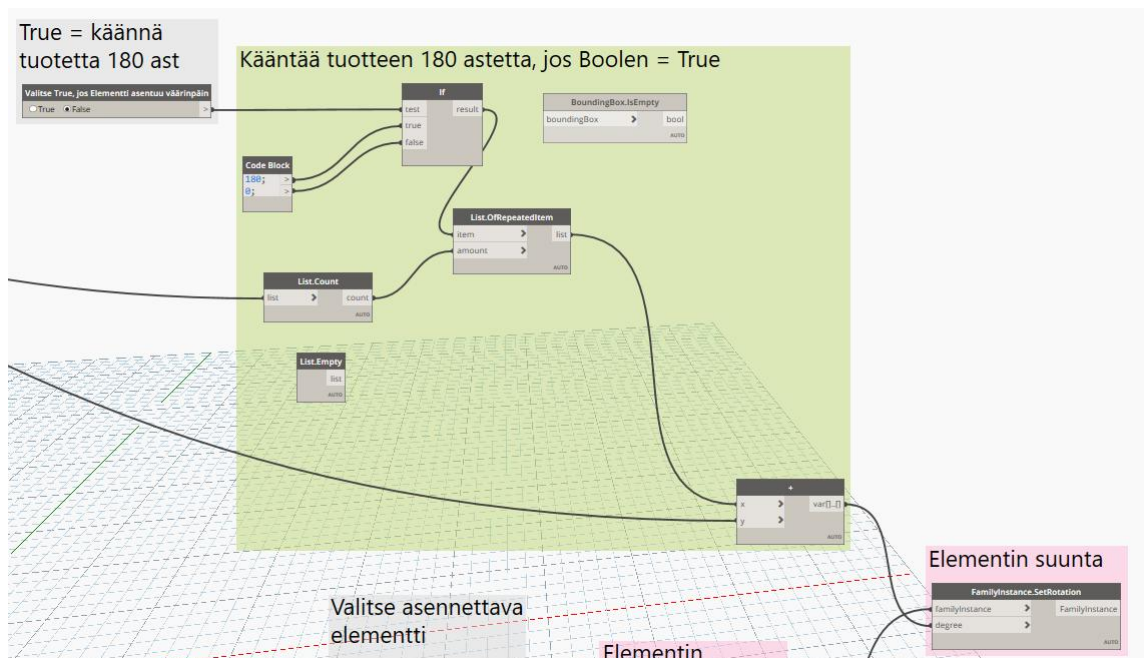 True = käännä
tuotetta 180 ast
Valitse True, jos Elementti asentuu väärinpäin
True False >
Kääntää tuotteen 180 astetta, jos Boolen = True
If
test result
true
false
BoundingBox.IsEmpty
boundingBox > bool
AUTO
Code Block
180; >
0; >
List.OfRepeatedItem
item > list
amount >
AUTO
List.Count
list > count
AUTO
List.Empty
list
AUTO
+
x > var[]..[]
y >
AUTO
Elementin suunta
FamilyInstance.SetRotation
familyInstance > FamilyInstance
degree >
AUTO
Valitse asennettava
elementti
Elementin